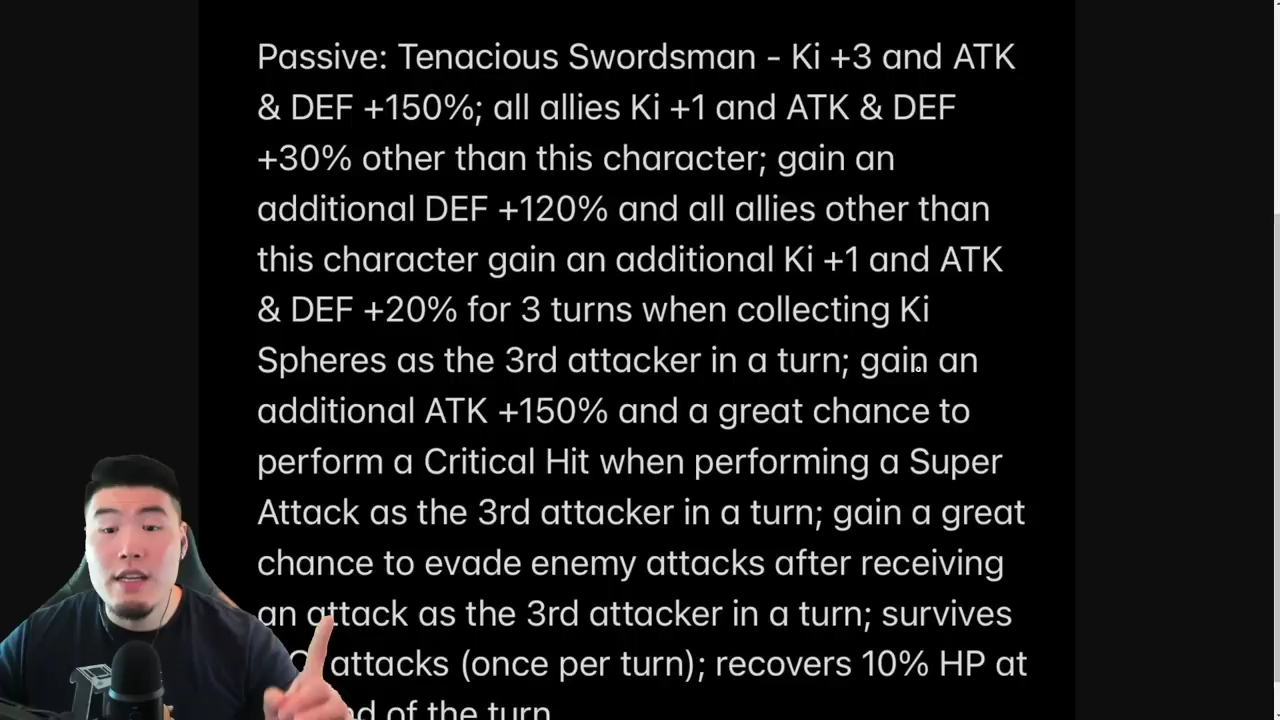 Passive: Tenacious Swordsman - Ki +3 and ATK
& DEF +150%; all allies Ki +1 and ATK & DEF
+30% other than this character; gain an
additional DEF +120% and all allies other than
this character gain an additional Ki +1 and ATK
& DEF +20% for 3 turns when collecting Ki
Spheres as the 3rd attacker in a turn; gain an
additional ATK +150% and a great chance to
perform a Critical Hit when performing a Super
Attack as the 3rd attacker in a turn; gain a great
chance to evade enemy attacks after receiving
an attack as the 3rd attacker in a turn; survives
attacks (once per turn); recovers 10% HP at
of the turn